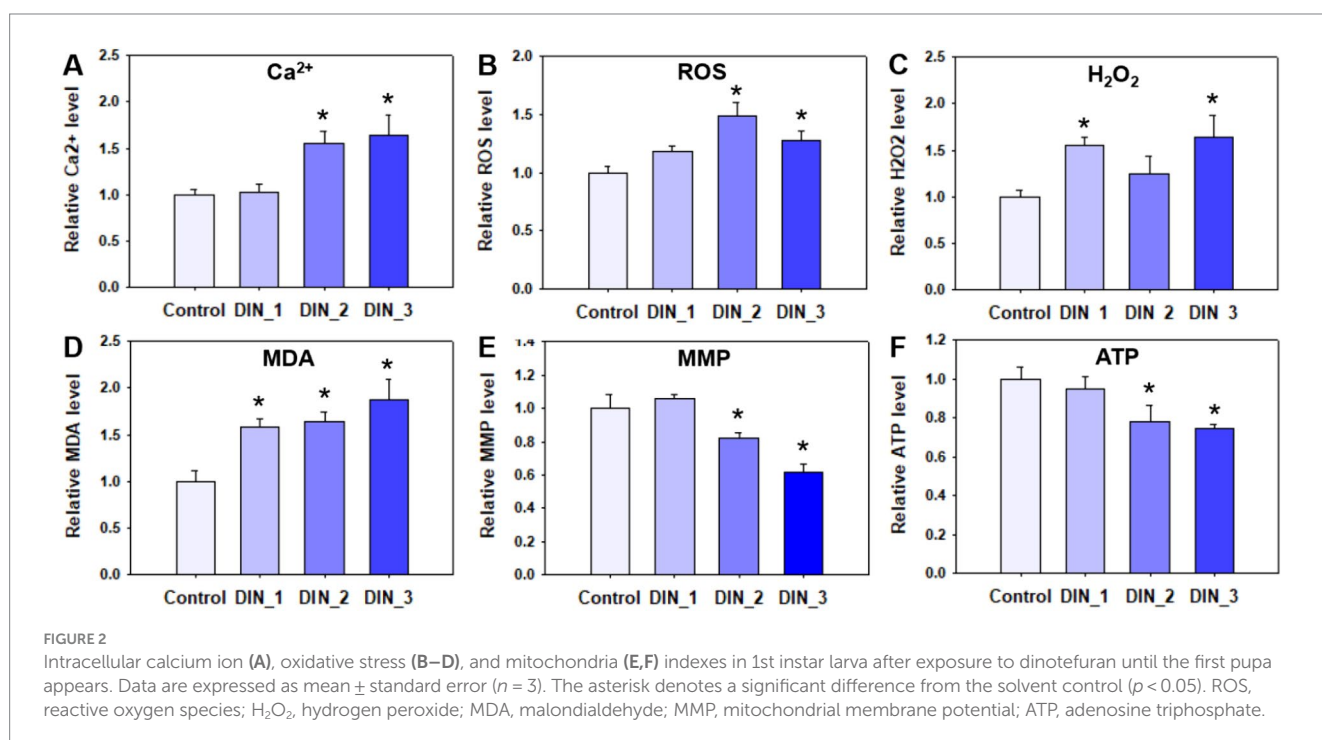 A
Ca²⁺
Relative Ca2+ level
2.5
2.0
1.5
1.0
0.5
0.0
* *
Control DIN_1 DIN_2 DIN_3
B
ROS
Relative ROS level
2.0
1.5
1.0
0.5
0.0
* *
Control DIN_1 DIN_2 DIN_3
C
H₂O₂
Relative H2O2 level
2.5
2.0
1.5
1.0
0.5
0.0
* *
Control DIN_1 DIN_2 DIN_3
D
MDA
Relative MDA level
2.5
2.0
1.5
1.0
0.5
0.0
* * *
Control DIN_1 DIN_2 DIN_3
E
MMP
Relative MMP level
1.4
1.2
1.0
0.8
0.6
0.4
0.2
0.0
* *
Control DIN_1 DIN_2 DIN_3
F
ATP
Relative ATP level
1.2
1.0
0.8
0.6
0.4
0.2
0.0
* *
Control DIN_1 DIN_2 DIN_3
FIGURE 2
Intracellular calcium ion (A), oxidative stress (B–D), and mitochondria (E,F) indexes in 1st instar larva after exposure to dinotefuran until the first pupa
appears. Data are expressed as mean ± standard error (n = 3). The asterisk denotes a significant difference from the solvent control (p < 0.05). ROS,
reactive oxygen species; H₂O₂, hydrogen peroxide; MDA, malondialdehyde; MMP, mitochondrial membrane potential; ATP, adenosine triphosphate.